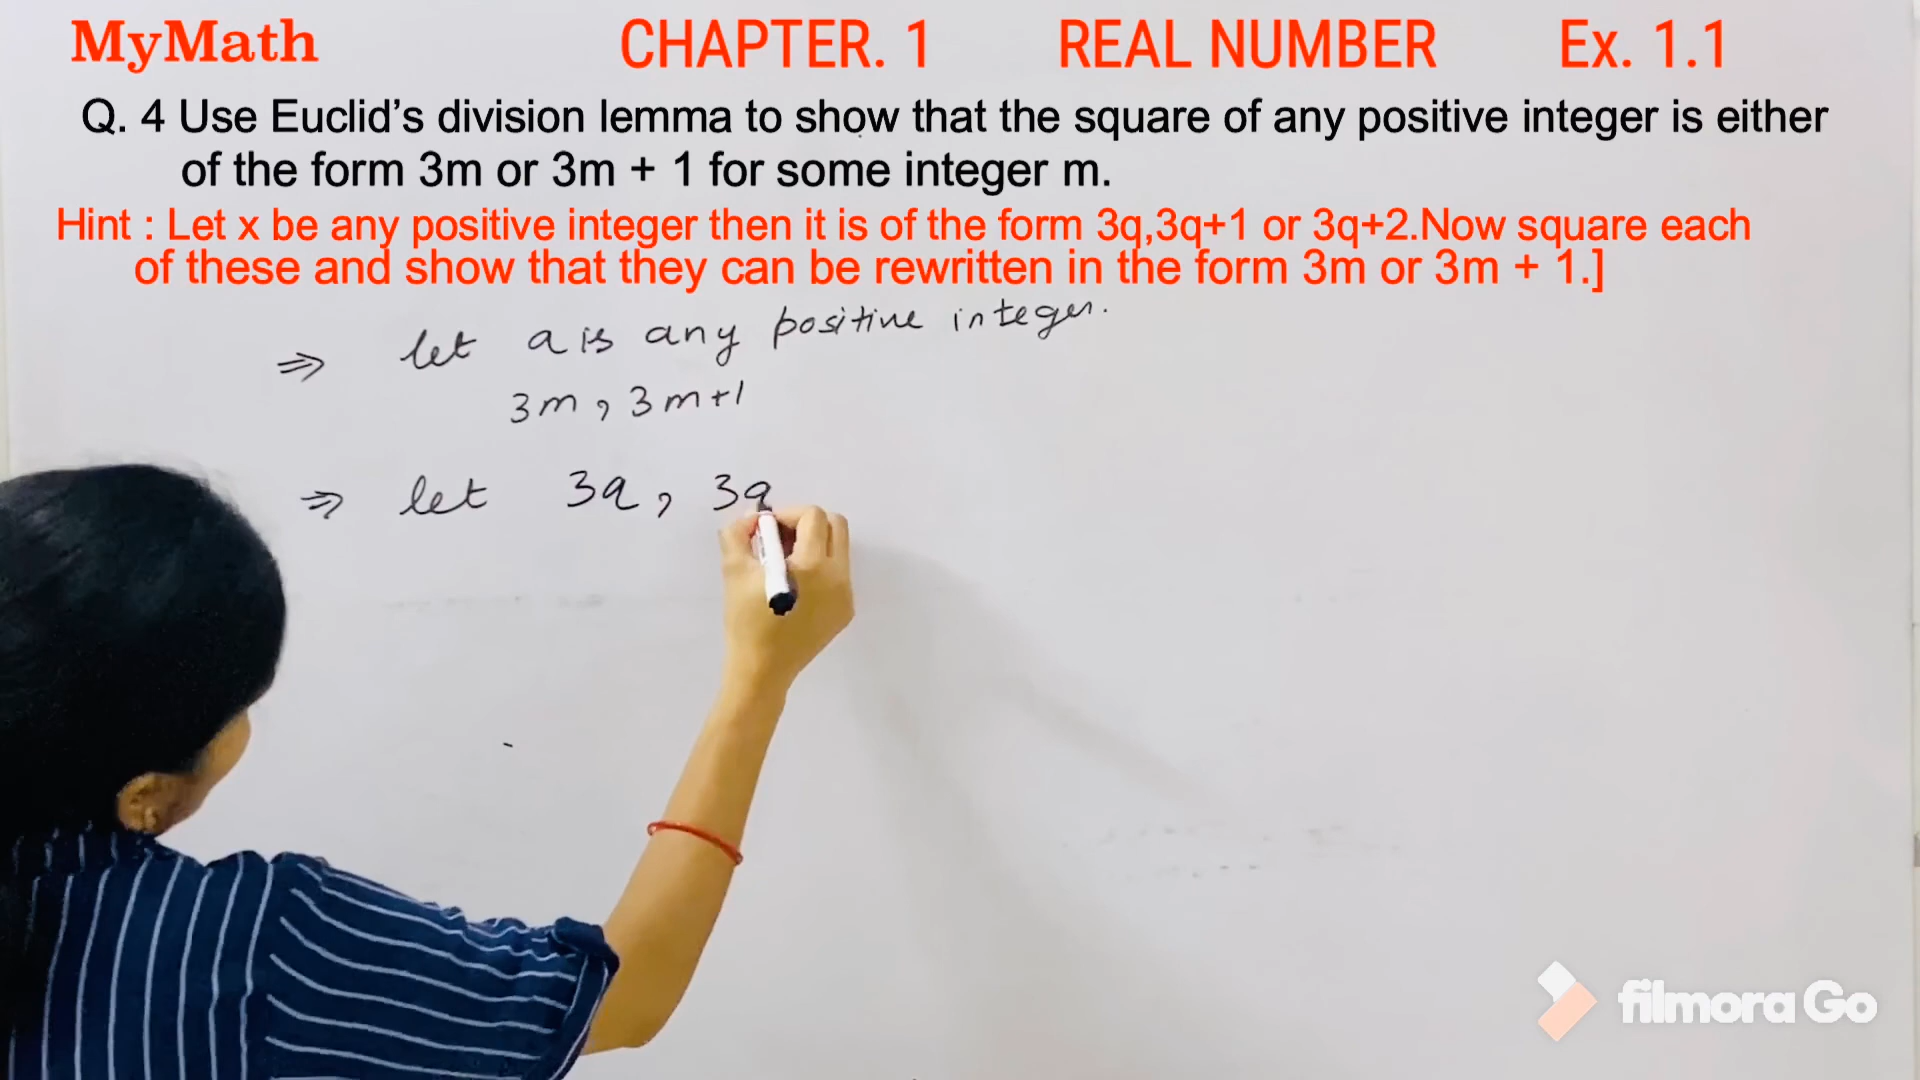 MyMath CHAPTER. 1 REAL NUMBER Ex. 1.1
Q. 4 Use Euclid’s division lemma to show that the square of any positive integer is either
of the form 3m or 3m + 1 for some integer m.
Hint : Let x be any positive integer then it is of the form 3q,3q+1 or 3q+2.Now square each
of these and show that they can be rewritten in the form 3m or 3m + 1.]
⇒ let a is any positive integer.
3m, 3m+1
⇒ let 3q, 3q
filmora Go